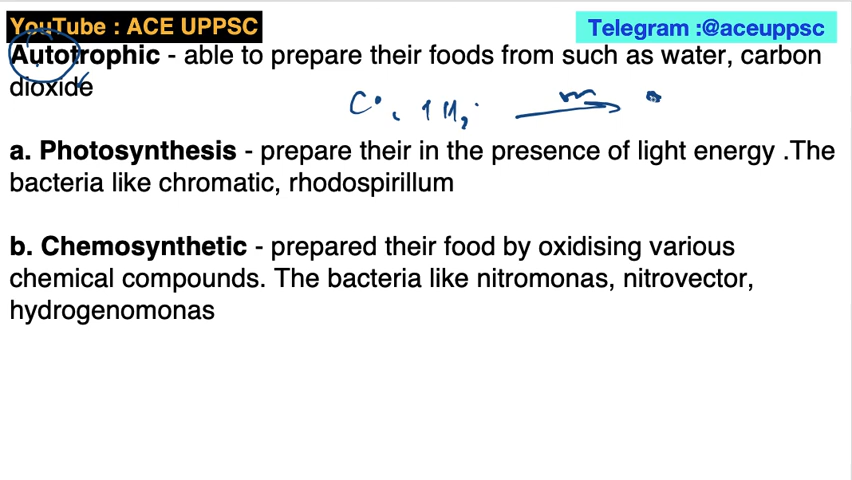 YouTube : ACE UPPSC
Telegram :@aceuppsc
Autotrophic - able to prepare their foods from such as water, carbon
dioxide
a. Photosynthesis - prepare their in the presence of light energy .The
bacteria like chromatic, rhodospirillum
b. Chemosynthetic - prepared their food by oxidising various
chemical compounds. The bacteria like nitromonas, nitrovector,
hydrogenomonas